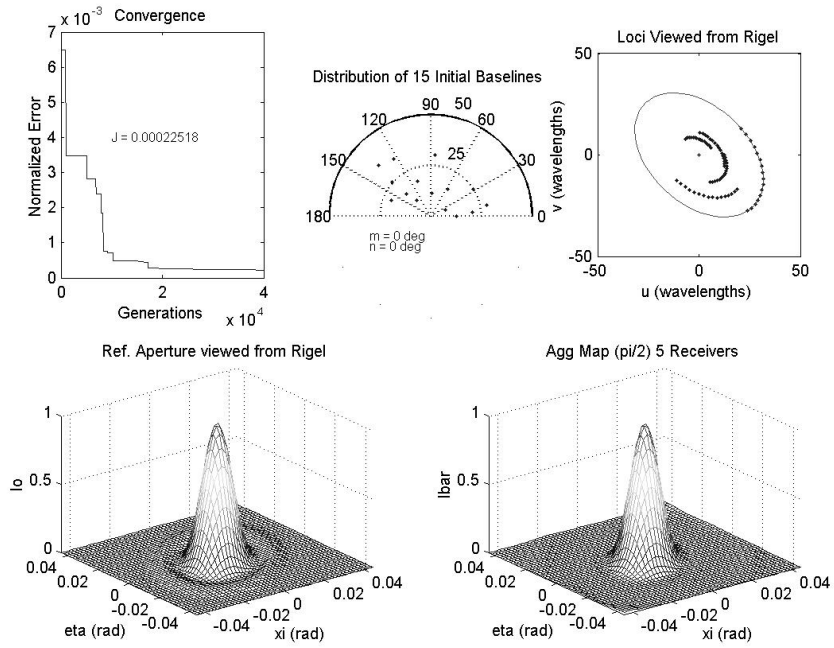 x 10^-3
Convergence
7
6
5
4
3
2
1
0
Normalized Error
J = 0.00022518
0
2
4
Generations
x 10^4
Distribution of 15 Initial Baselines
90
50
120
60
25
150
30
180
0
m = 0 deg
n = 0 deg
Loci Viewed from Rigel
50
0
-50
v (wavelengths)
-50
0
50
u (wavelengths)
Ref. Aperture viewed from Rigel
1
0.5
0
Io
0.04
0.02
0
-0.02
-0.04
eta (rad)
-0.04
-0.02
0
0.02
0.04
xi (rad)
Agg Map (pi/2) 5 Receivers
1
0.5
0
Ibar
0.04
0.02
0
-0.02
-0.04
eta (rad)
-0.04
-0.02
0
0.02
0.04
xi (rad)